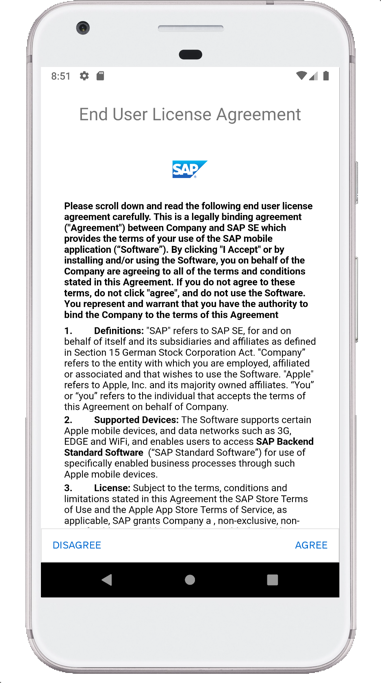 8:51
End User License Agreement
SAP
Please scroll down and read the following end user license
agreement carefully. This is a legally binding agreement
("Agreement") between Company and SAP SE which
provides the terms of your use of the SAP mobile
application (“Software”). By clicking "I Accept" or by
installing and/or using the Software, you on behalf of the
Company are agreeing to all of the terms and conditions
stated in this Agreement. If you do not agree to these
terms, do not click "agree", and do not use the Software.
You represent and warrant that you have the authority to
bind the Company to the terms of this Agreement
1. Definitions: "SAP" refers to SAP SE, for and on
behalf of itself and its subsidiaries and affiliates as defined
in Section 15 German Stock Corporation Act. "Company"
refers to the entity with which you are employed, affiliated
or associated and that wishes to use the Software. "Apple"
refers to Apple, Inc. and its majority owned affiliates. “You”
or “you” refers to the individual that accepts the terms of
this Agreement on behalf of Company.
2. Supported Devices: The Software supports certain
Apple mobile devices, and data networks such as 3G,
EDGE and WiFi, and enables users to access SAP Backend
Standard Software (“SAP Standard Software”) for use of
specifically enabled business processes through such
Apple mobile devices.
3. License: Subject to the terms, conditions and
limitations stated in this Agreement the SAP Store Terms
of Use and the Apple App Store Terms of Service, as
applicable, SAP grants Company a , non-exclusive, non-
DISAGREE AGREE